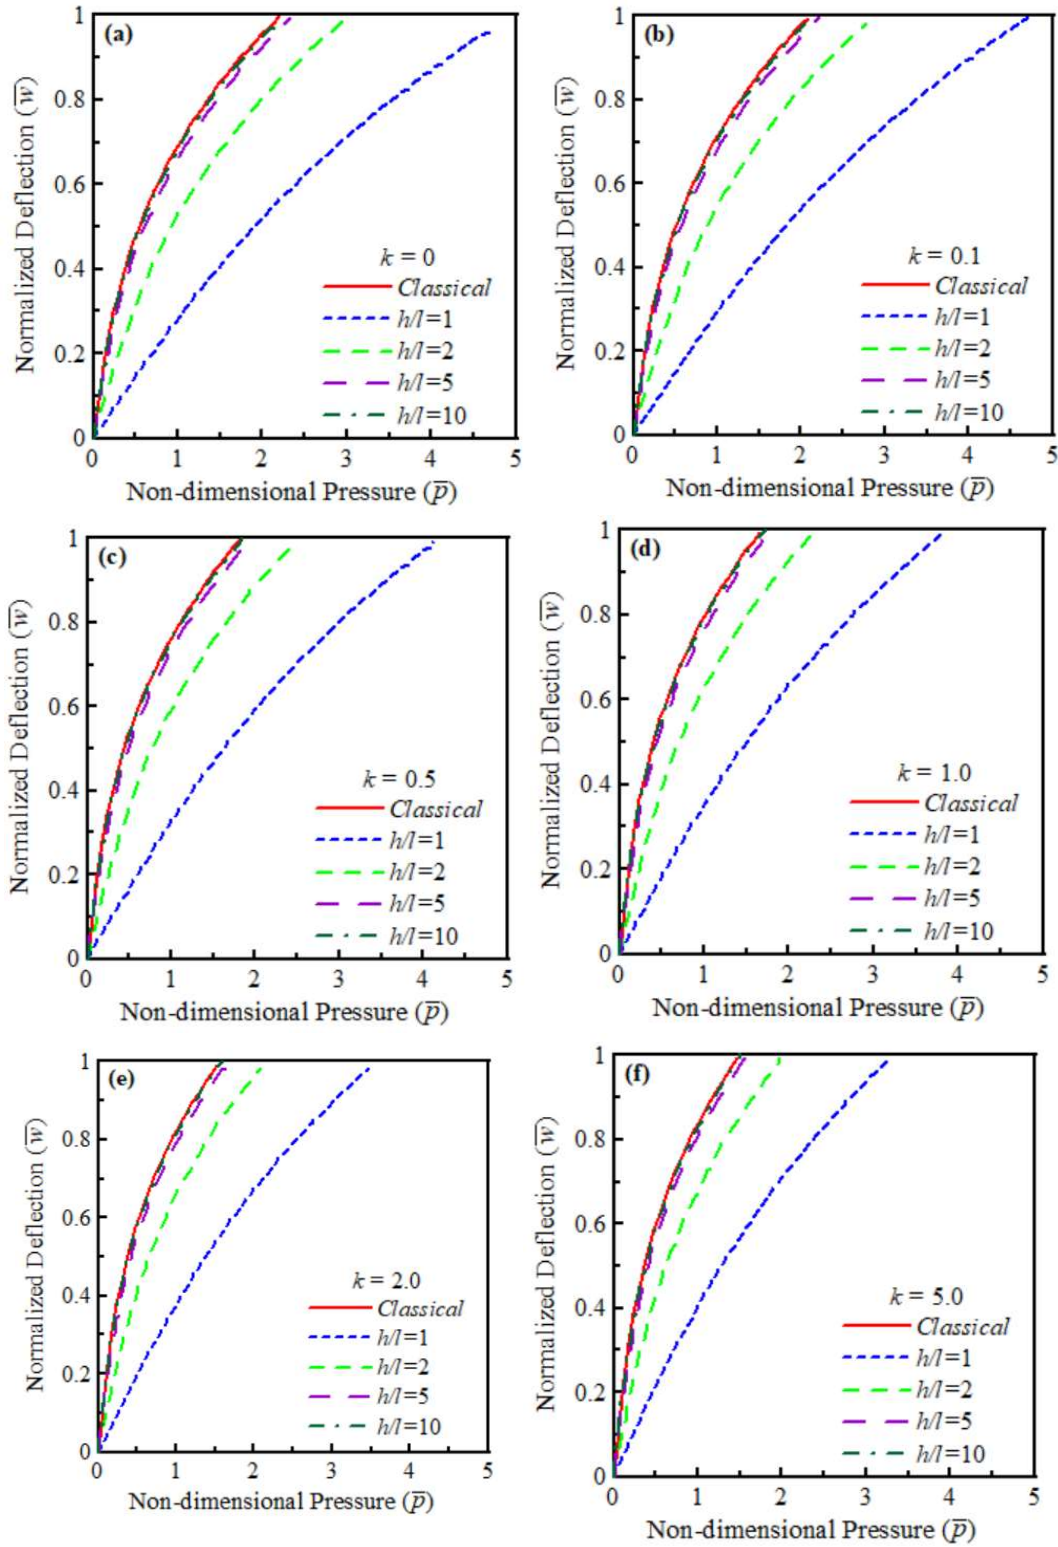 (a)
1
0.8
0.6
0.4
0.2
0
Normalized Deflection (w̅)
k = 0
Classical
h/l=1
h/l=2
h/l=5
h/l=10
0 1 2 3 4 5
Non-dimensional Pressure (p̅)
(b)
1
0.8
0.6
0.4
0.2
0
Normalized Deflection (w̅)
k = 0.1
Classical
h/l=1
h/l=2
h/l=5
h/l=10
0 1 2 3 4 5
Non-dimensional Pressure (p̅)
(c)
1
0.8
0.6
0.4
0.2
0
Normalized Deflection (w̅)
k = 0.5
Classical
h/l=1
h/l=2
h/l=5
h/l=10
0 1 2 3 4 5
Non-dimensional Pressure (p̅)
(d)
1
0.8
0.6
0.4
0.2
0
Normalized Deflection (w̅)
k = 1.0
Classical
h/l=1
h/l=2
h/l=5
h/l=10
0 1 2 3 4 5
Non-dimensional Pressure (p̅)
(e)
1
0.8
0.6
0.4
0.2
0
Normalized Deflection (w̅)
k = 2.0
Classical
h/l=1
h/l=2
h/l=5
h/l=10
0 1 2 3 4 5
Non-dimensional Pressure (p̅)
(f)
1
0.8
0.6
0.4
0.2
0
Normalized Deflection (w̅)
k = 5.0
Classical
h/l=1
h/l=2
h/l=5
h/l=10
0 1 2 3 4 5
Non-dimensional Pressure (p̅)